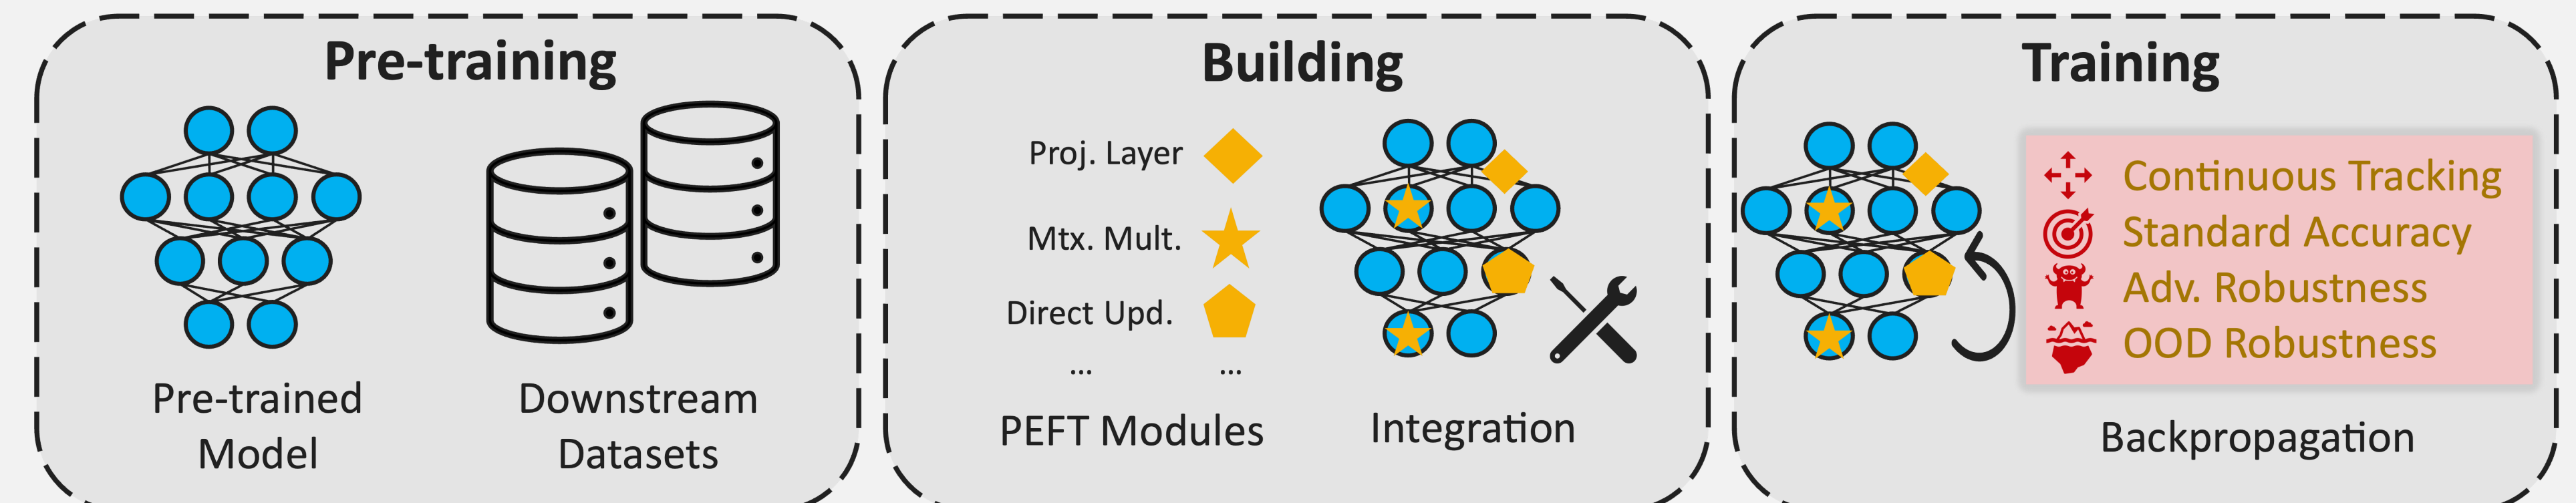 Pre-training
Pre-trained
Model
Downstream
Datasets
Building
Proj. Layer
Mtx. Mult.
Direct Upd.
... ...
PEFT Modules
Integration
Training
Continuous Tracking
Standard Accuracy
Adv. Robustness
OOD Robustness
Backpropagation